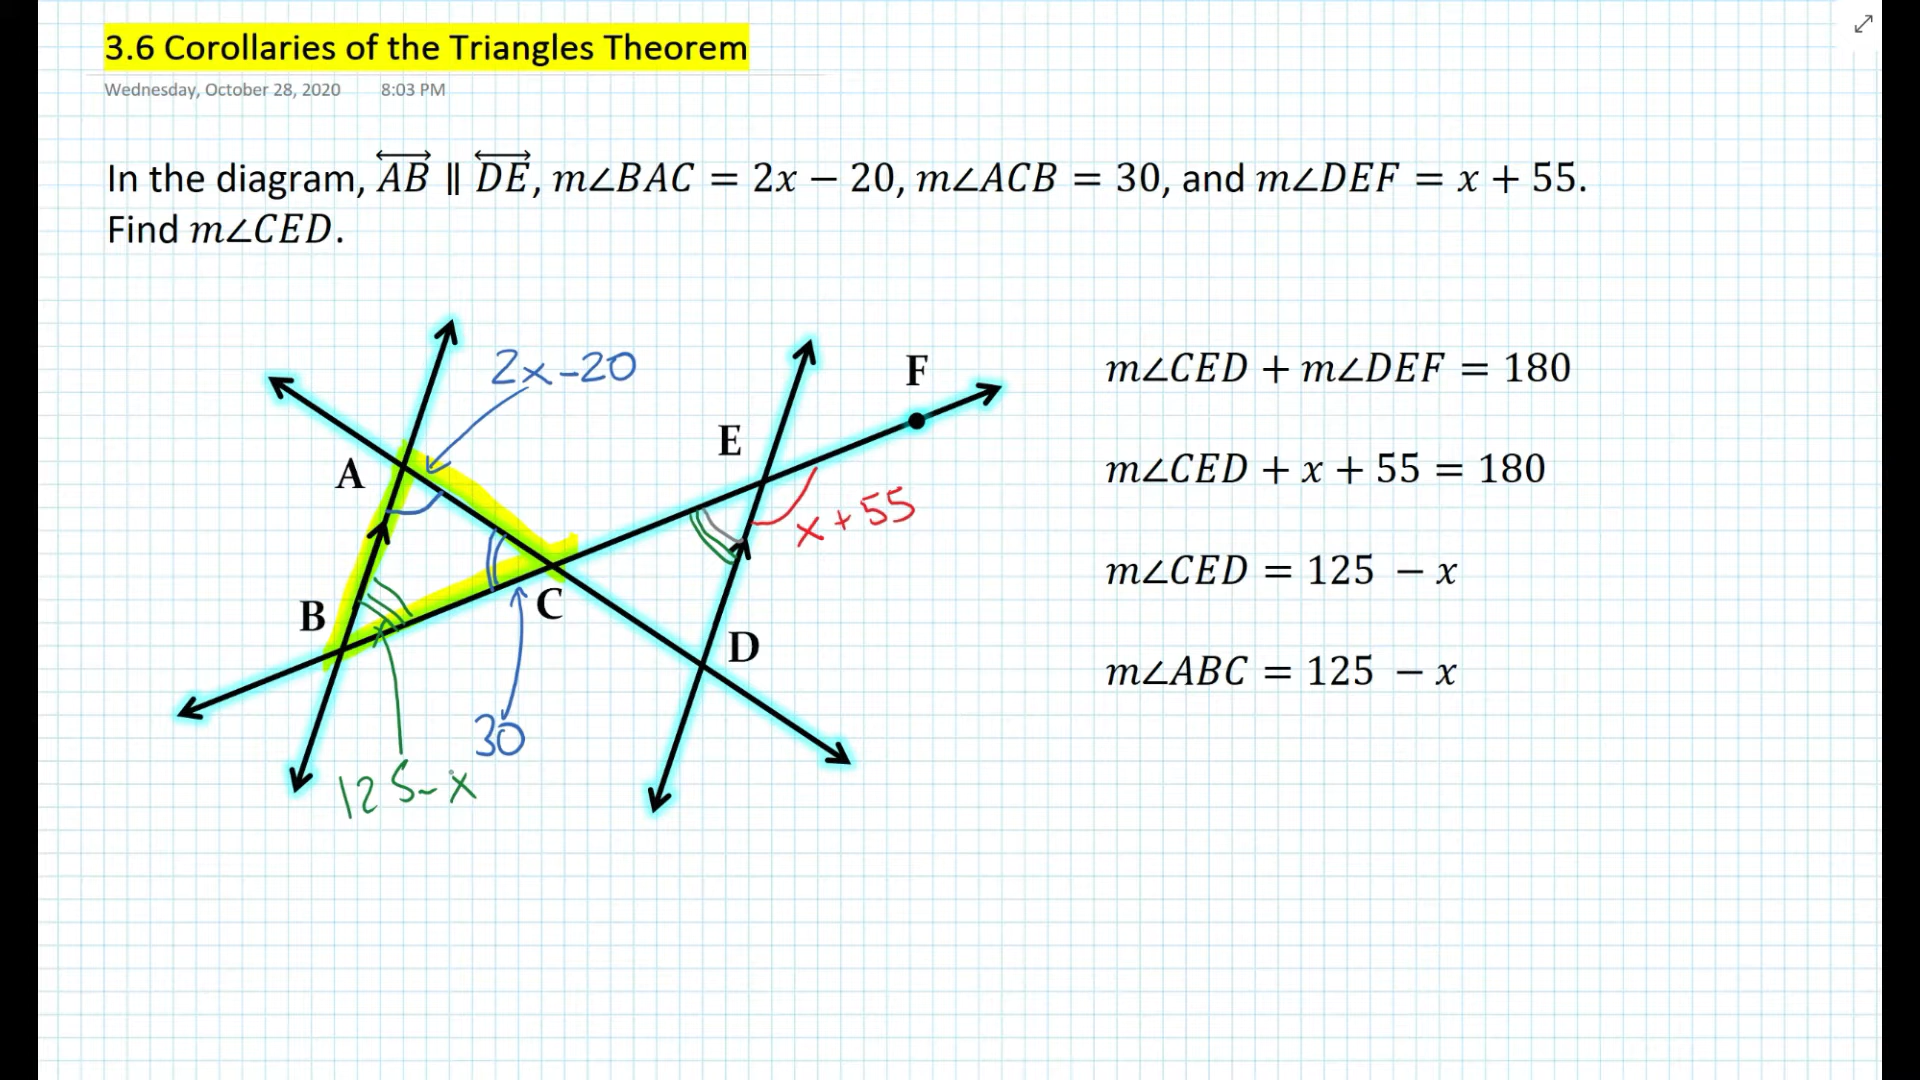 3.6 Corollaries of the Triangles Theorem
Wednesday, October 28, 2020 8:03 PM
In the diagram, AB ∥ DE, m∠BAC = 2x − 20, m∠ACB = 30, and m∠DEF = x + 55.
Find m∠CED.
2x-20
F
E
A
x+55
C
B
D
30
125-x
m∠CED + m∠DEF = 180
m∠CED + x + 55 = 180
m∠CED = 125 − x
m∠ABC = 125 − x